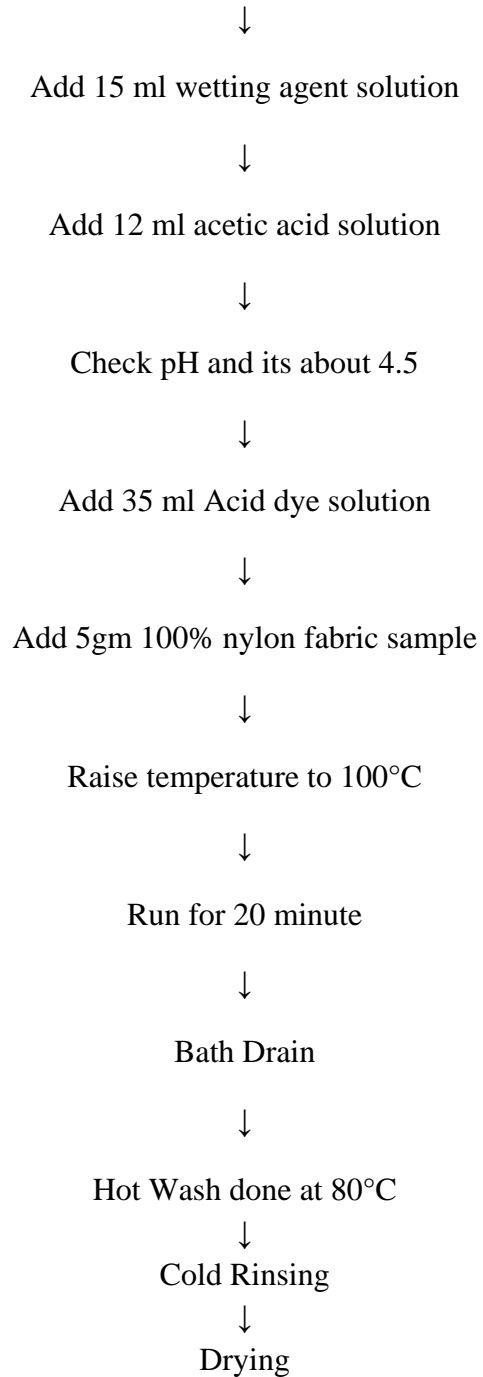 ↓
Add 15 ml wetting agent solution
↓
Add 12 ml acetic acid solution
↓
Check pH and its about 4.5
↓
Add 35 ml Acid dye solution
↓
Add 5gm 100% nylon fabric sample
↓
Raise temperature to 100°C
↓
Run for 20 minute
↓
Bath Drain
↓
Hot Wash done at 80°C
↓
Cold Rinsing
↓
Drying